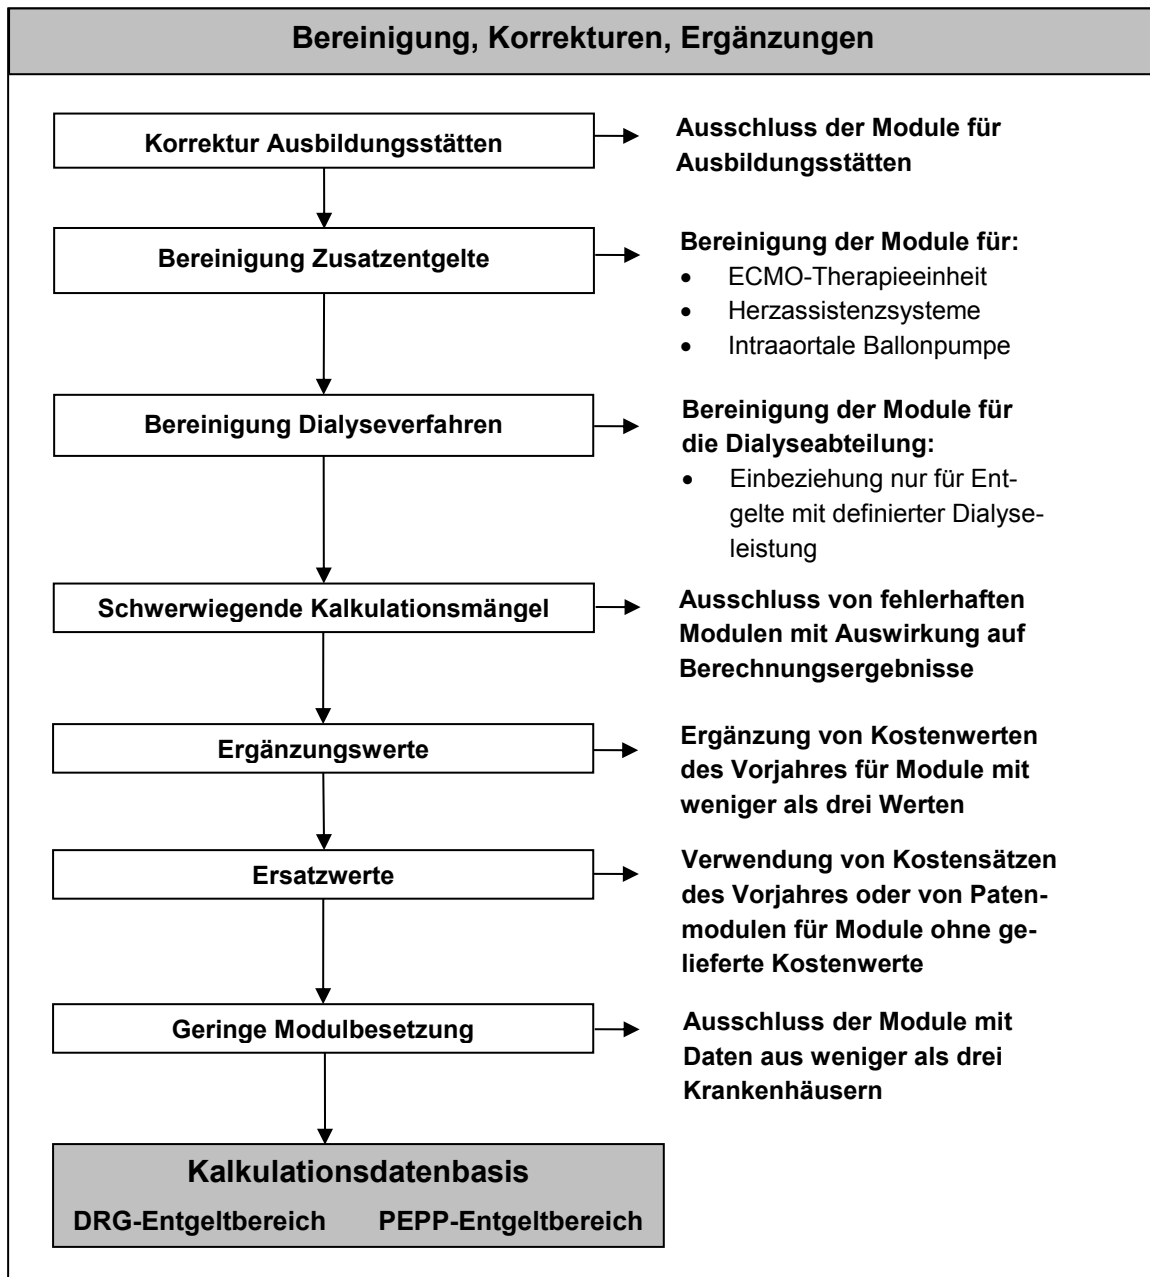 Bereinigung, Korrekturen, Ergänzungen
Korrektur Ausbildungsstätten
Ausschluss der Module für
Ausbildungsstätten
Bereinigung Zusatzentgelte
Bereinigung der Module für:
• ECMO-Therapieeinheit
• Herzassistenzsysteme
• Intraaortale Ballonpumpe
Bereinigung Dialyseverfahren
Bereinigung der Module für
die Dialyseabteilung:
• Einbeziehung nur für Ent-
gelte mit definierter Dialyse-
leistung
Schwerwiegende Kalkulationsmängel
Ausschluss von fehlerhaften
Modulen mit Auswirkung auf
Berechnungsergebnisse
Ergänzungswerte
Ergänzung von Kostenwerten
des Vorjahres für Module mit
weniger als drei Werten
Ersatzwerte
Verwendung von Kostensätzen
des Vorjahres oder von Paten-
modulen für Module ohne ge-
lieferte Kostenwerte
Geringe Modulbesetzung
Ausschluss der Module mit
Daten aus weniger als drei
Krankenhäusern
Kalkulationsdatenbasis
DRG-Entgeltbereich PEPP-Entgeltbereich